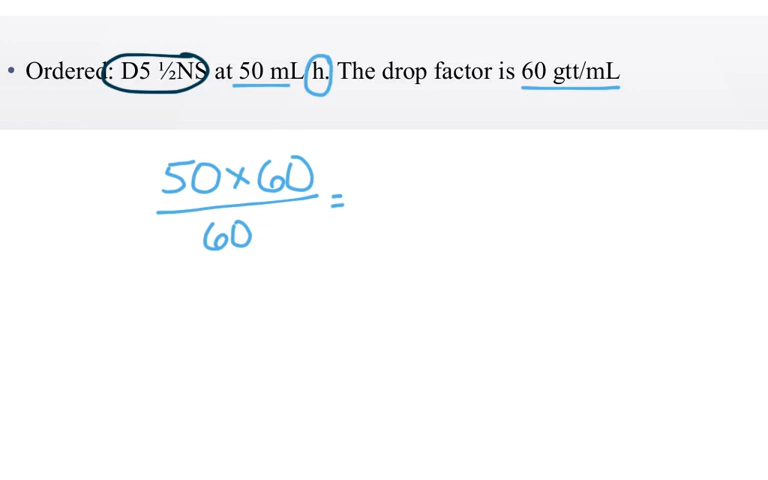 • Ordered: D5 ½NS at 50 mL/h. The drop factor is 60 gtt/mL
50 x 60
60
=